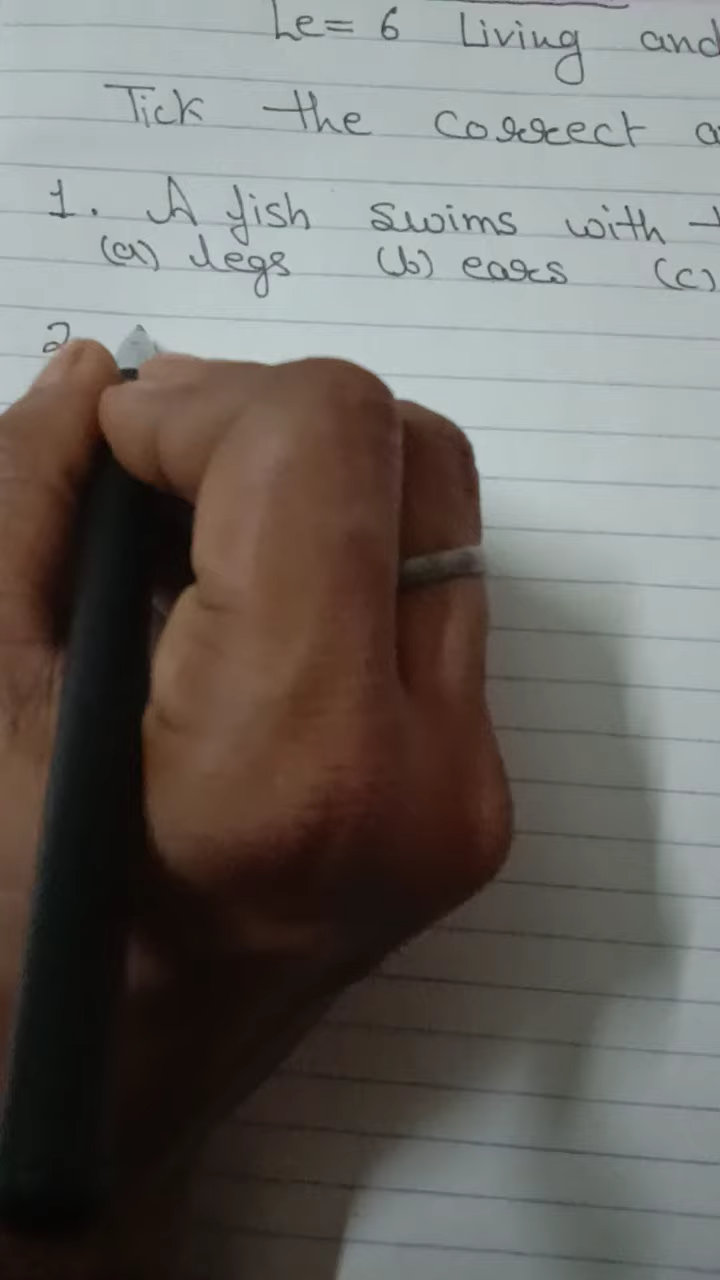 Le= 6 Living and
Tick the correct a
1. A fish swims with t
(a) legs (b) ears (c)
2